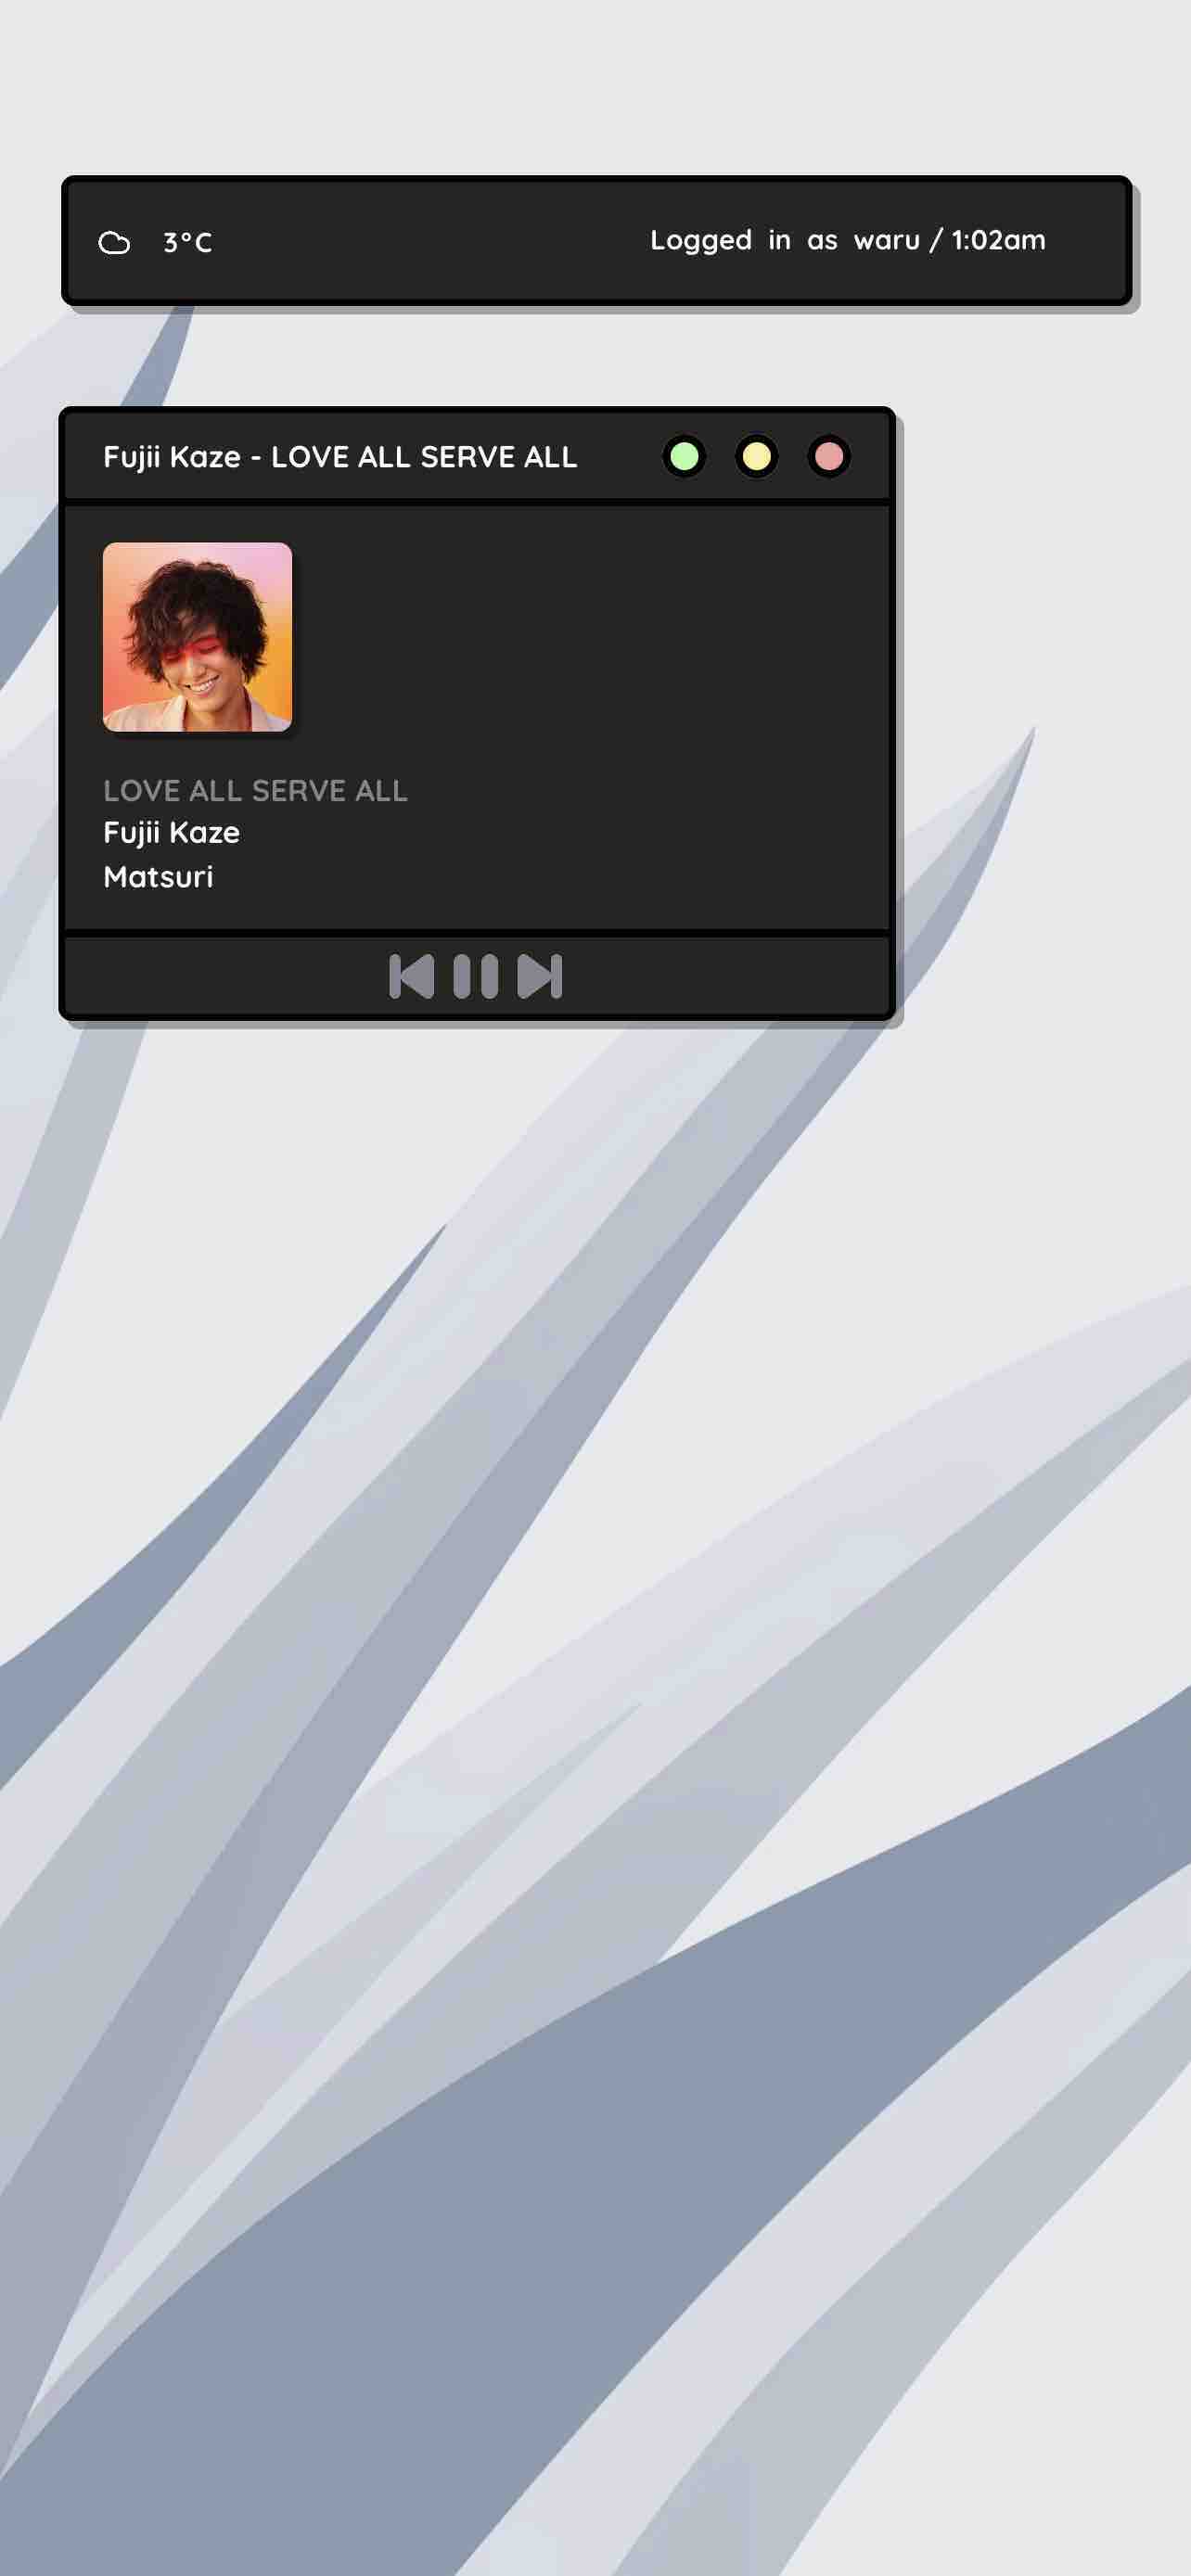 3°C
Logged in as waru / 1:02am
Fujii Kaze - LOVE ALL SERVE ALL
LOVE ALL SERVE ALL
Fujii Kaze
Matsuri